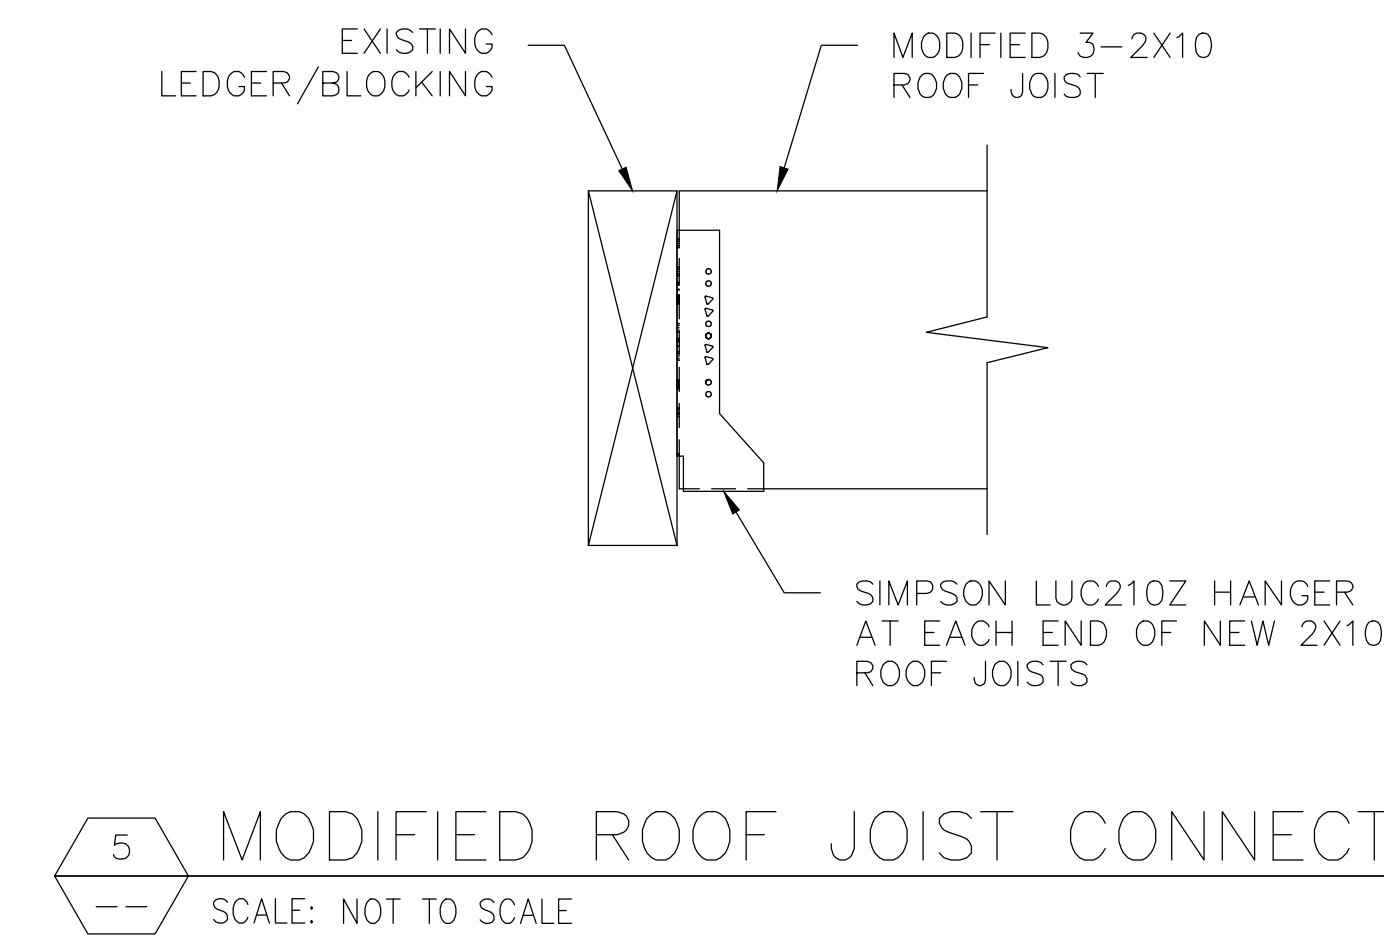 EXISTING
LEDGER/BLOCKING
MODIFIED 3-2X10
ROOF JOIST
SIMPSON LUC210Z HANGER
AT EACH END OF NEW 2X10
ROOF JOISTS
5
--
MODIFIED ROOF JOIST CONNECT
SCALE: NOT TO SCALE